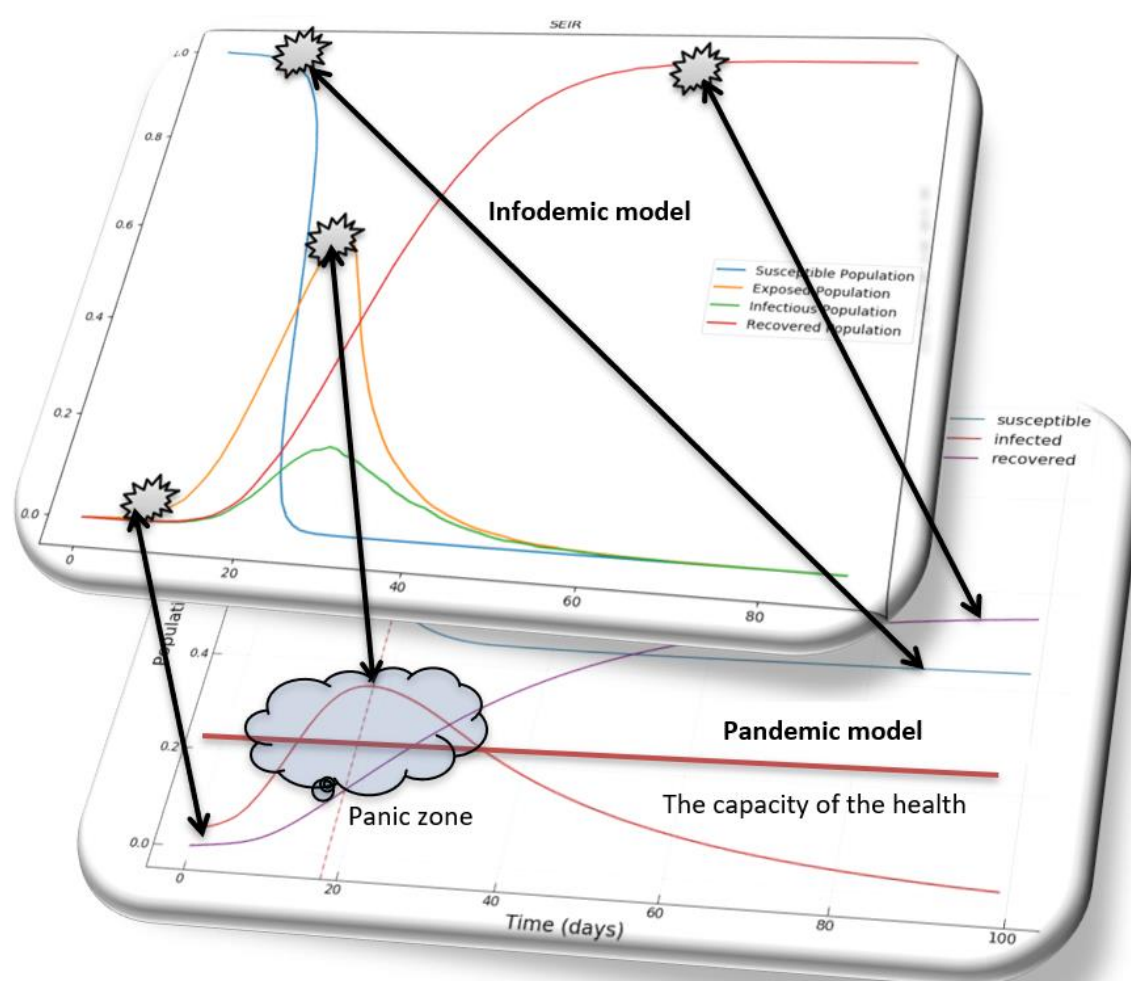 SEIR
1.0
0.8
0.6
0.4
0.2
0.0
0
20
40
60
80
Infodemic model
Susceptible Population
Exposed Population
Infectious Population
Recovered Population
susceptible
infected
recovered
0.4
0.2
0.0
0
20
40
60
80
100
Time (days)
Pandemic model
The capacity of the health
Panic zone